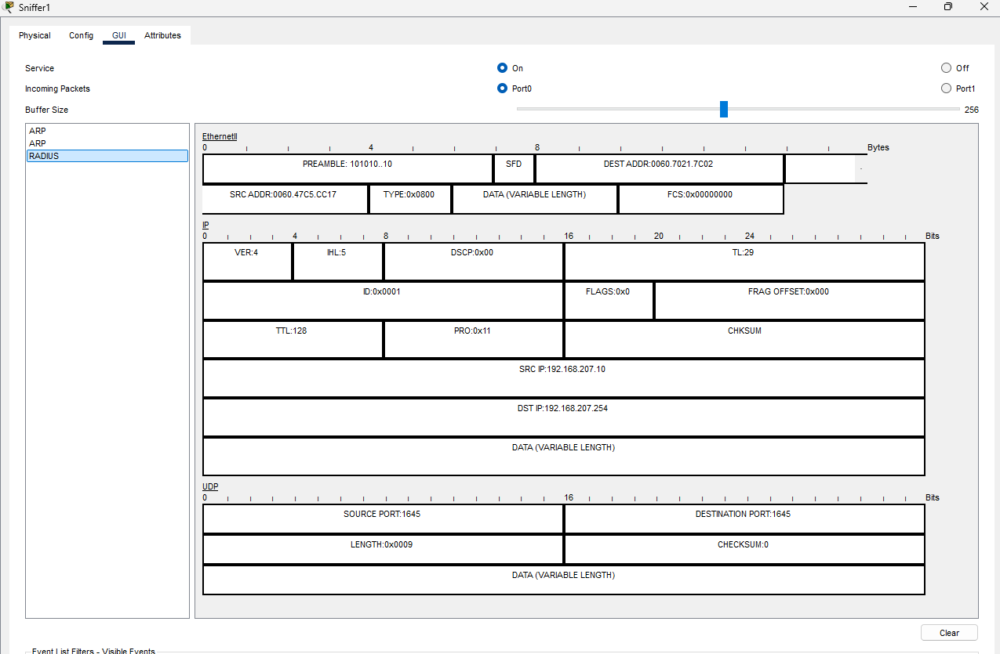 Sniffer1
Physical Config GUI Attributes
Service On Off
Incoming Packets Port0 Port1
Buffer Size 256
ARP
ARP
RADIUS
EthernetII
0 4 8 Bytes
PREAMBLE: 101010..10 SFD DEST ADDR:0060.7021.7C02
SRC ADDR:0060.47C5.CC17 TYPE:0x0800 DATA (VARIABLE LENGTH) FCS:0x00000000
IP
0 4 8 16 20 24 Bits
VER:4 IHL:5 DSCP:0x00 TL:29
ID:0x0001 FLAGS:0x0 FRAG OFFSET:0x000
TTL:128 PRO:0x11 CHKSUM
SRC IP:192.168.207.10
DST IP:192.168.207.254
DATA (VARIABLE LENGTH)
UDP
0 16 Bits
SOURCE PORT:1645 DESTINATION PORT:1645
LENGTH:0x0009 CHECKSUM:0
DATA (VARIABLE LENGTH)
Clear
Event List Filters - Visible Events